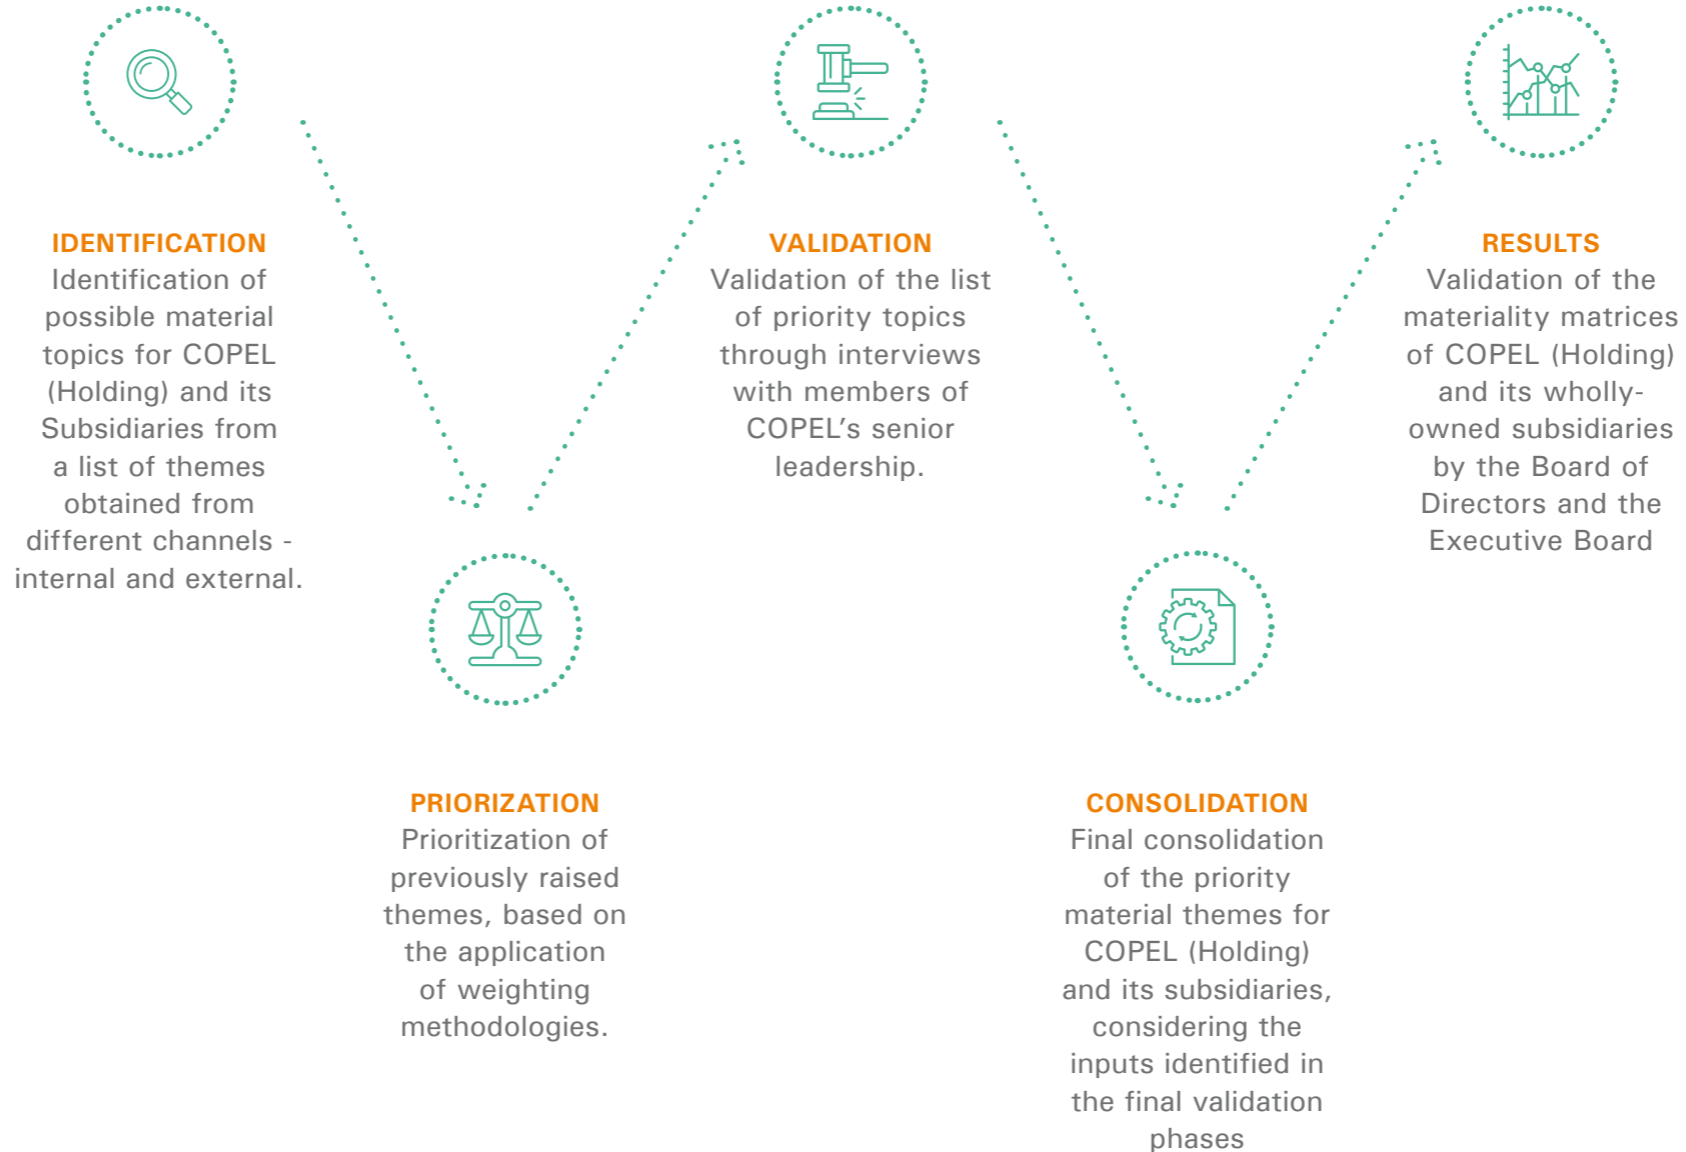 IDENTIFICATION
Identification of
possible material
topics for COPEL
(Holding) and its
Subsidiaries from
a list of themes
obtained from
different channels -
internal and external.
PRIORIZATION
Prioritization of
previously raised
themes, based on
the application
of weighting
methodologies.
VALIDATION
Validation of the list
of priority topics
through interviews
with members of
COPEL’s senior
leadership.
CONSOLIDATION
Final consolidation
of the priority
material themes for
COPEL (Holding)
and its subsidiaries,
considering the
inputs identified in
the final validation
phases
RESULTS
Validation of the
materiality matrices
of COPEL (Holding)
and its wholly-
owned subsidiaries
by the Board of
Directors and the
Executive Board